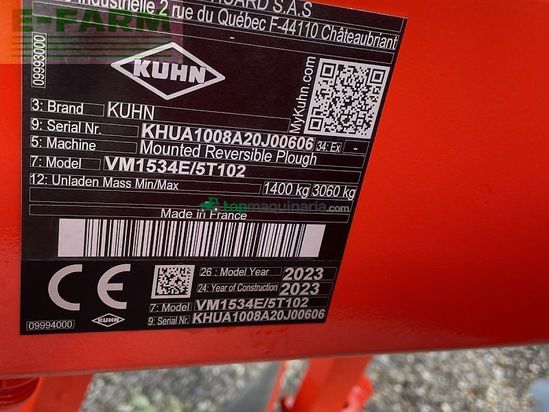 E-FARM
S.A.S
Industrielle 2 rue du Québec F-44110 Châteaubriant
09993000
KUHN
MyKuhn.com
3: Brand KUHN
9: Serial Nr. KHUA1008A20J00606 34: Ex -
5: Machine Mounted Reversible Plough
7: Model VM1534E/5T102
12: Unladen Mass Min/Max 1400 kg 3060 kg
topmaquinaria.com
Made in France
CE
26: Model Year 2023
24: Year of Construction 2023
7: Model VM1534E/5T102
9: Serial Nr. KHUA1008A20J00606
09994000 KUHN